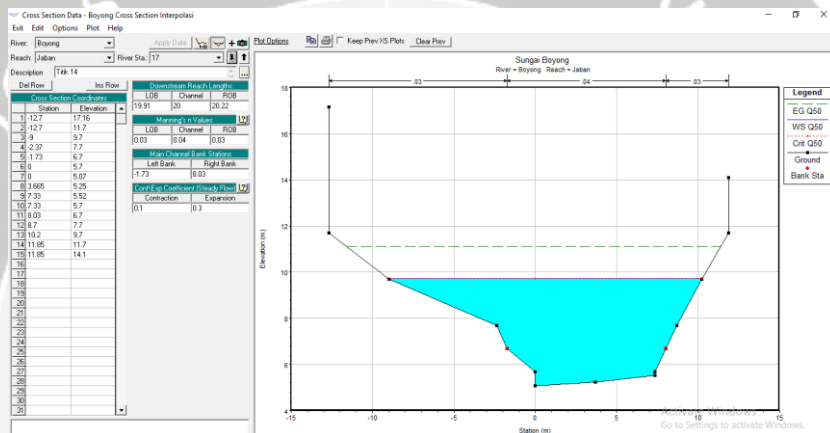 Cross Section Data - Boyong Cross Section Interpolasi
Exit Edit Options Plot Help
River: Boyong Apply Data Plot Options Keep Prev XS Plots Clear Prev
Reach: Jaban River Sta.: 17
Description Titik 14
Del Row Ins Row
Cross Section Coordinates
Station Elevation
1 -12.7 17.16
2 -12.7 11.7
3 -9 9.7
4 -2.37 7.7
5 -1.73 6.7
6 0 5.7
7 0 5.07
8 3.665 5.25
9 7.33 5.52
10 7.33 5.7
11 8.03 6.7
12 8.7 7.7
13 10.2 9.7
14 11.85 11.7
15 11.85 14.1
16
17
18
19
20
21
22
23
24
25
26
27
28
29
30
31
Downstream Reach Lengths
LOB Channel ROB
19.91 20 20.22
Manning's n Values
LOB Channel ROB
0.03 0.04 0.03
Main Channel Bank Stations
Left Bank Right Bank
-1.73 8.03
Cont\Exp Coefficient (Steady Flow)
Contraction Expansion
0.1 0.3
Sungai Boyong
River = Boyong Reach = Jaban
.03 .04 .03
18
16
14
12
10
8
6
4
Elevation (m)
-15 -10 -5 0 5 10 15
Station (m)
Legend
EG Q50
WS Q50
Crit Q50
Ground
Bank Sta
Activate Windows
Go to Settings to activate Windows.